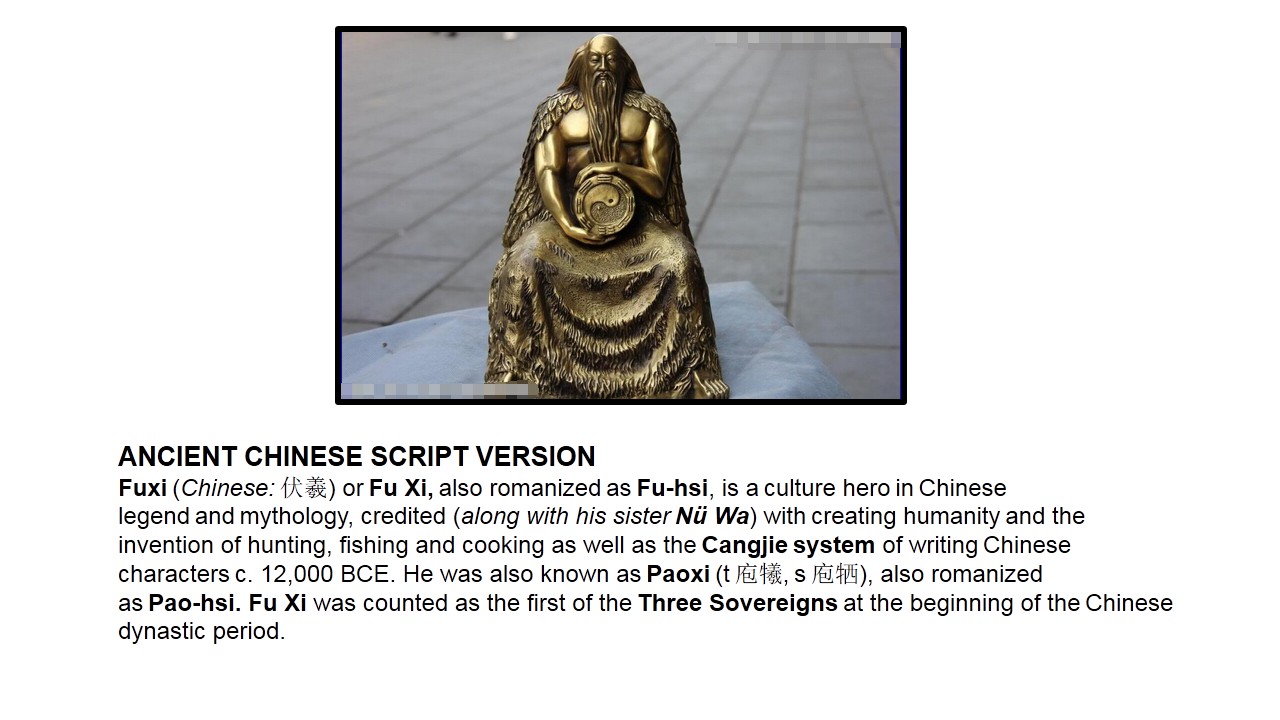 ANCIENT CHINESE SCRIPT VERSION
Fuxi (Chinese: 伏羲) or Fu Xi, also romanized as Fu-hsi, is a culture hero in Chinese
legend and mythology, credited (along with his sister Nü Wa) with creating humanity and the
invention of hunting, fishing and cooking as well as the Cangjie system of writing Chinese
characters c. 12,000 BCE. He was also known as Paoxi (t 庖犧, s 庖牺), also romanized
as Pao-hsi. Fu Xi was counted as the first of the Three Sovereigns at the beginning of the Chinese
dynastic period.